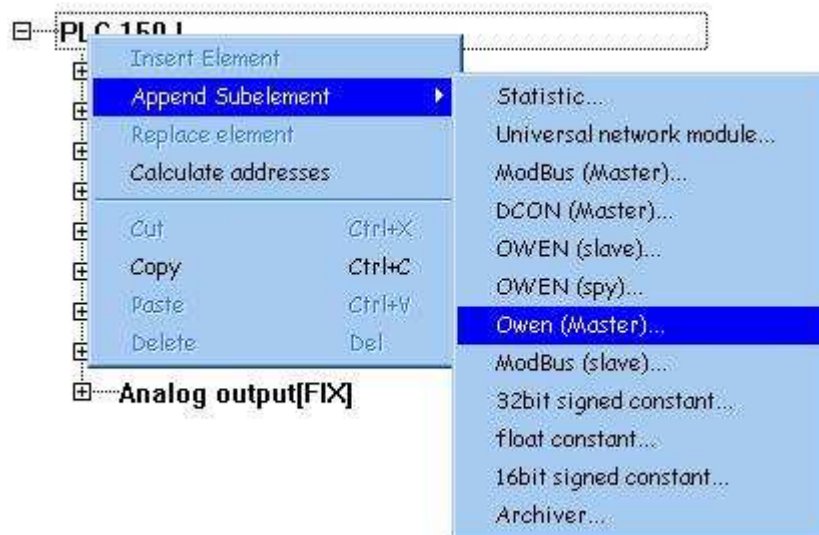 PLC 150 I
Insert Element
Append Subelement
Replace element
Calculate addresses
Cut Ctrl+X
Copy Ctrl+C
Paste Ctrl+V
Delete Del
Analog output[FIX]
Statistic...
Universal network module...
ModBus (Master)...
DCON (Master)...
OWEN (slave)...
OWEN (spy)...
Owen (Master)...
ModBus (slave)...
32bit signed constant...
float constant...
16bit signed constant...
Archiver...